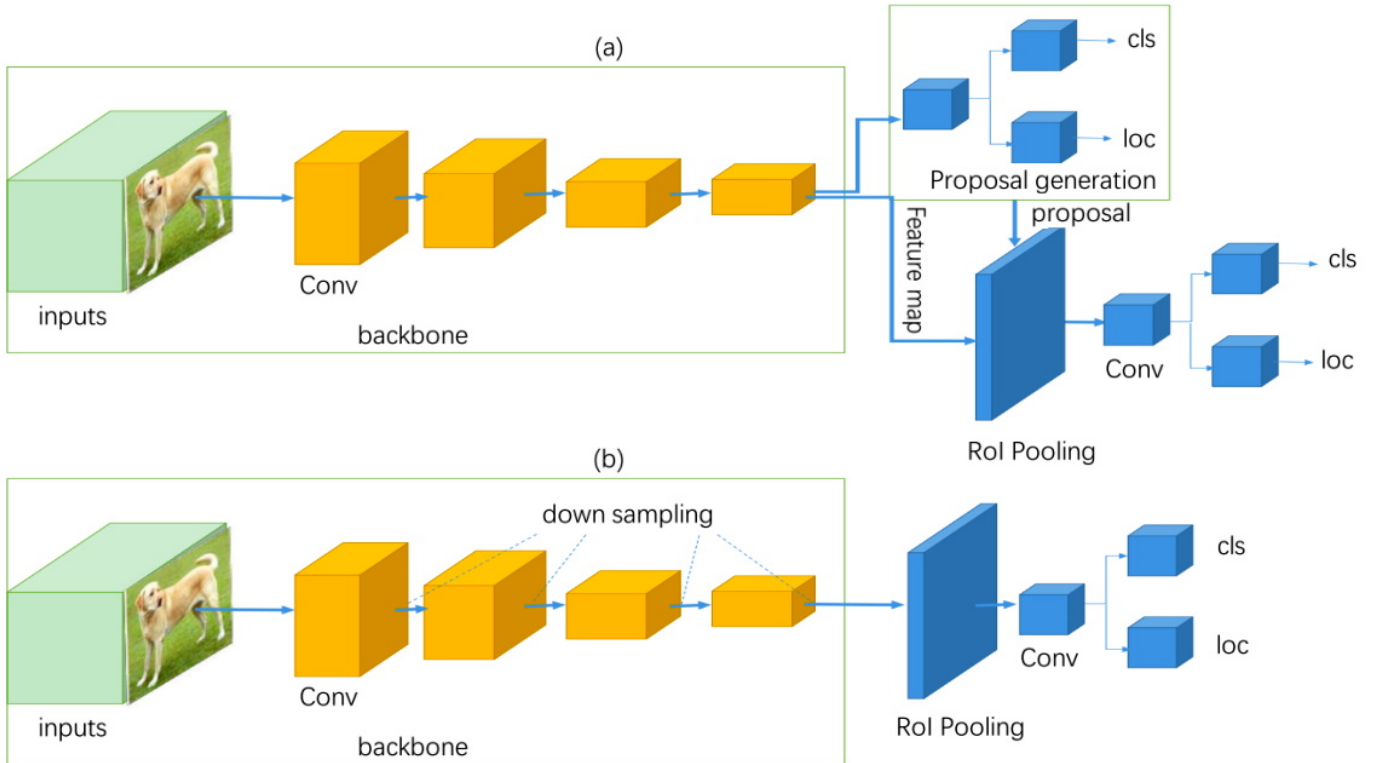 (a)
cls
loc
Proposal generation
proposal
Feature map
cls
loc
Conv
Conv
inputs
backbone
RoI Pooling
(b)
down sampling
cls
loc
Conv
Conv
inputs
RoI Pooling
backbone